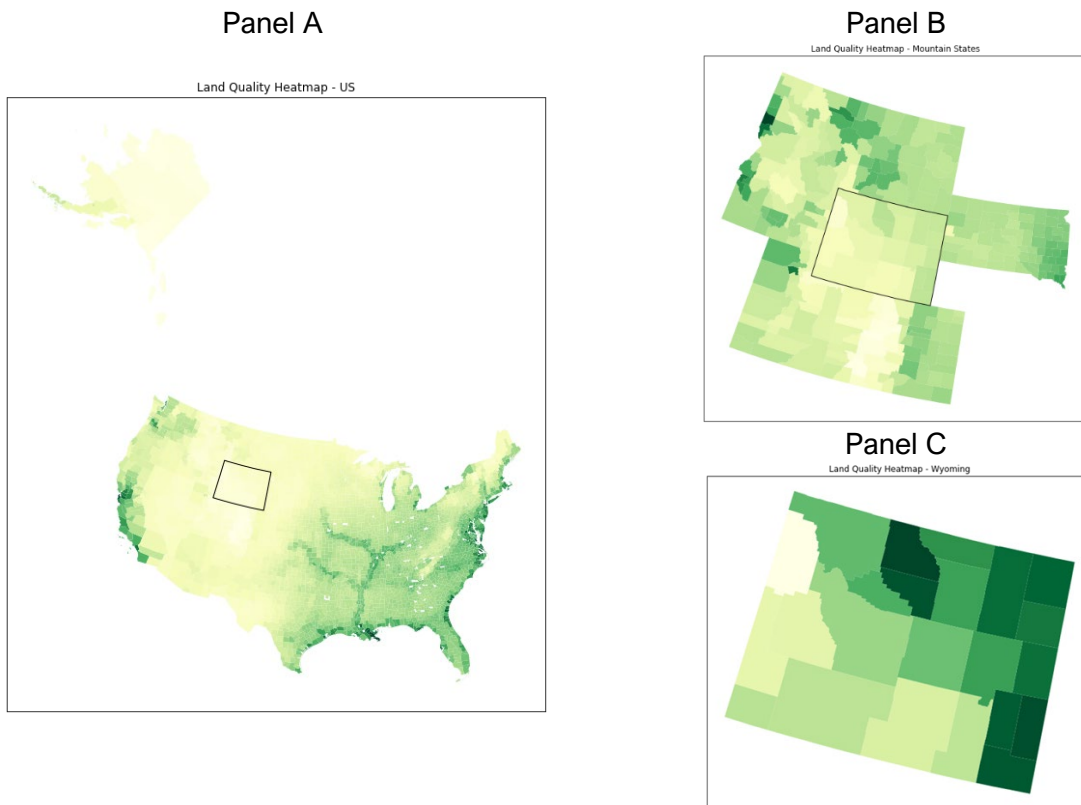 Panel A
Land Quality Heatmap - US
Panel B
Land Quality Heatmap - Mountain States
Panel C
Land Quality Heatmap - Wyoming